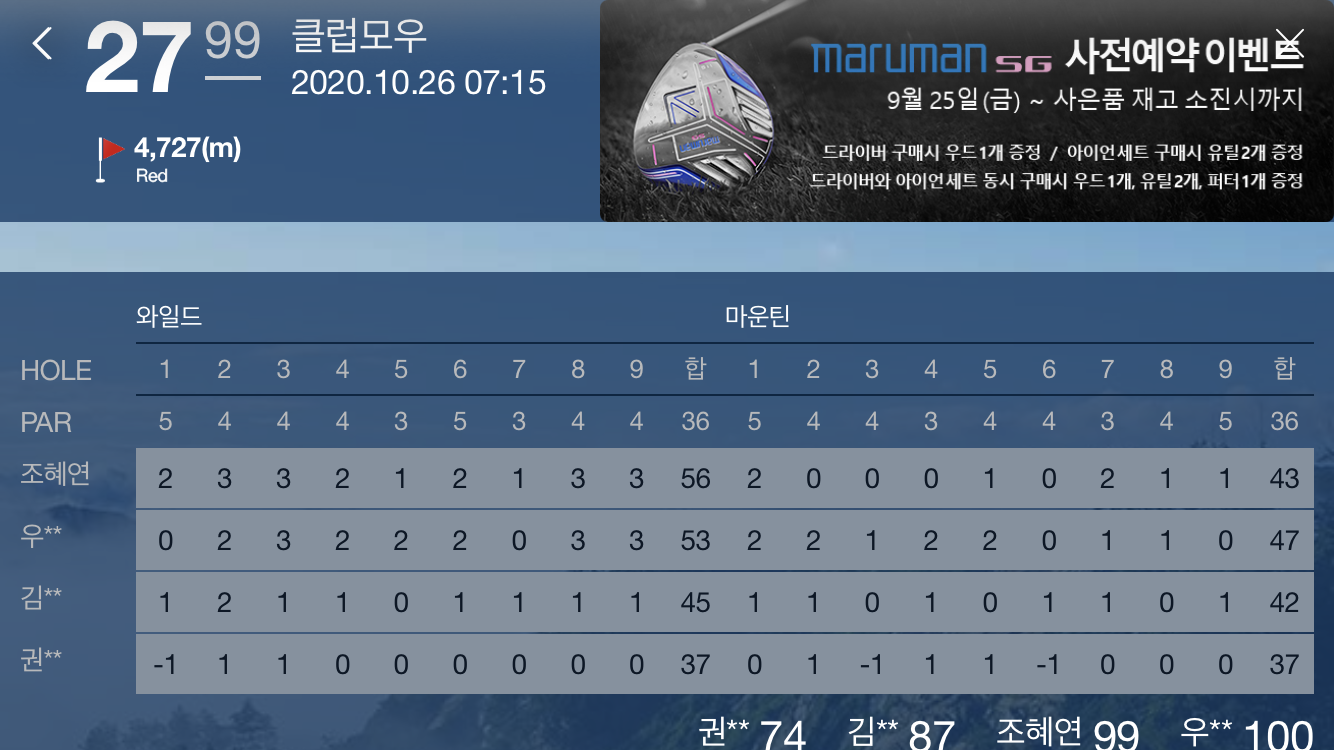 27 99 클럽모우
2020.10.26 07:15
4,727(m)
Red
maruman SG 사전예약 이벤트
9월 25일(금) ~ 사은품 재고 소진시까지
드라이버 구매시 우드1개 증정 / 아이언세트 구매시 유틸2개 증정
드라이버와 아이언세트 동시 구매시 우드1개, 유틸2개, 퍼터1개 증정
와일드 마운틴
HOLE 1 2 3 4 5 6 7 8 9 합 1 2 3 4 5 6 7 8 9 합
PAR 5 4 4 4 3 5 3 4 4 36 5 4 4 3 4 4 3 4 5 36
조혜연 2 3 3 2 1 2 1 3 3 56 2 0 0 0 1 0 2 1 1 43
우** 0 2 3 2 2 2 0 3 3 53 2 2 1 2 2 0 1 1 0 47
김** 1 2 1 1 0 1 1 1 1 45 1 1 0 1 0 1 1 0 1 42
권** -1 1 1 0 0 0 0 0 0 37 0 1 -1 1 1 -1 0 0 0 37
권** 74 김** 87 조혜연 99 우** 100